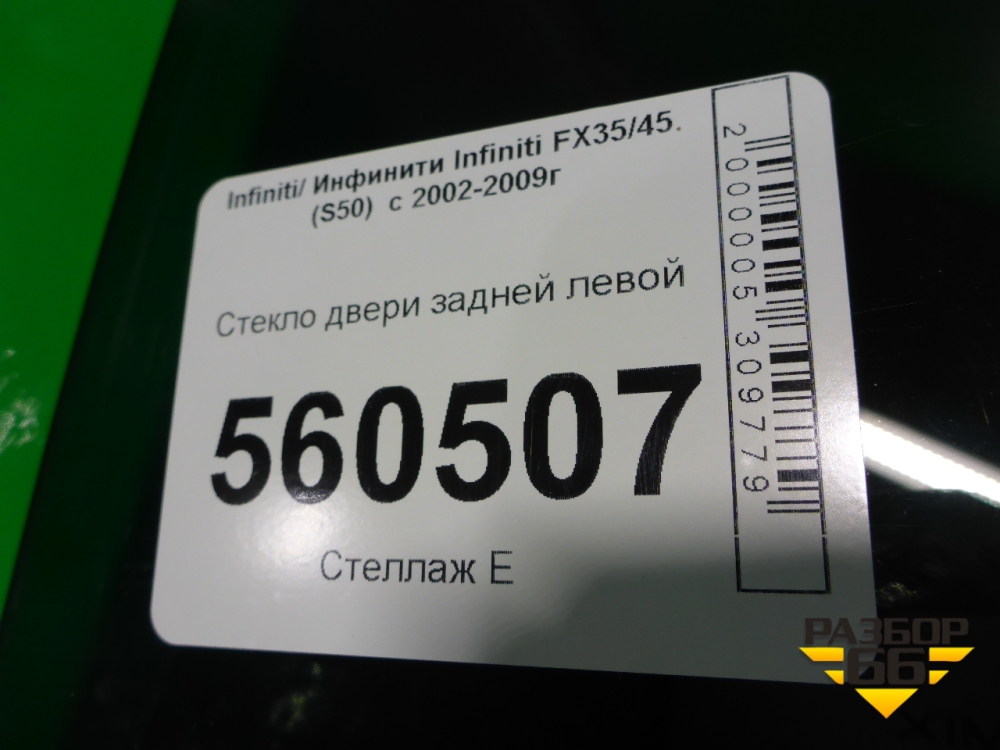 Infiniti/ Инфинити Infiniti FX35/45.
(S50) с 2002-2009г
Стекло двери задней левой
560507
Стеллаж Е
2000005309779
РАЗБОР
66